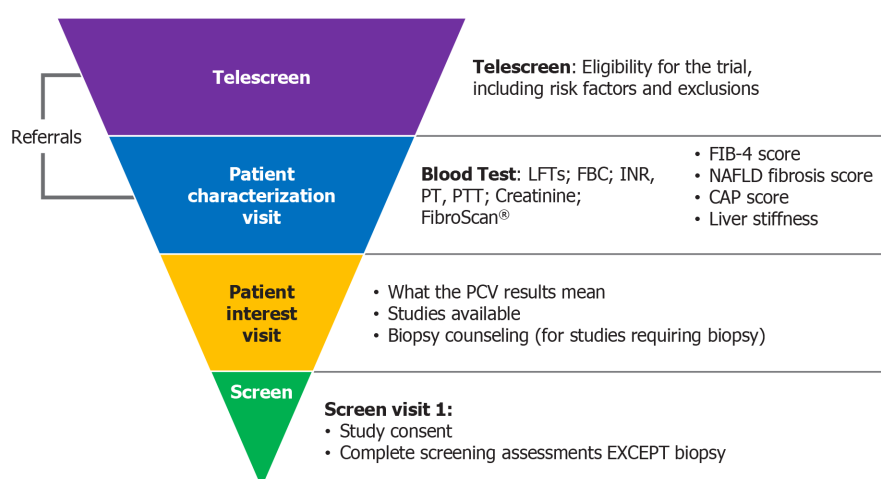 Telescreen
Telescreen: Eligibility for the trial,
including risk factors and exclusions
Referrals
Patient
characterization
visit
Blood Test: LFTs; FBC; INR,
PT, PTT; Creatinine;
FibroScan®
• FIB-4 score
• NAFLD fibrosis score
• CAP score
• Liver stiffness
Patient
interest
visit
• What the PCV results mean
• Studies available
• Biopsy counseling (for studies requiring biopsy)
Screen
Screen visit 1:
• Study consent
• Complete screening assessments EXCEPT biopsy